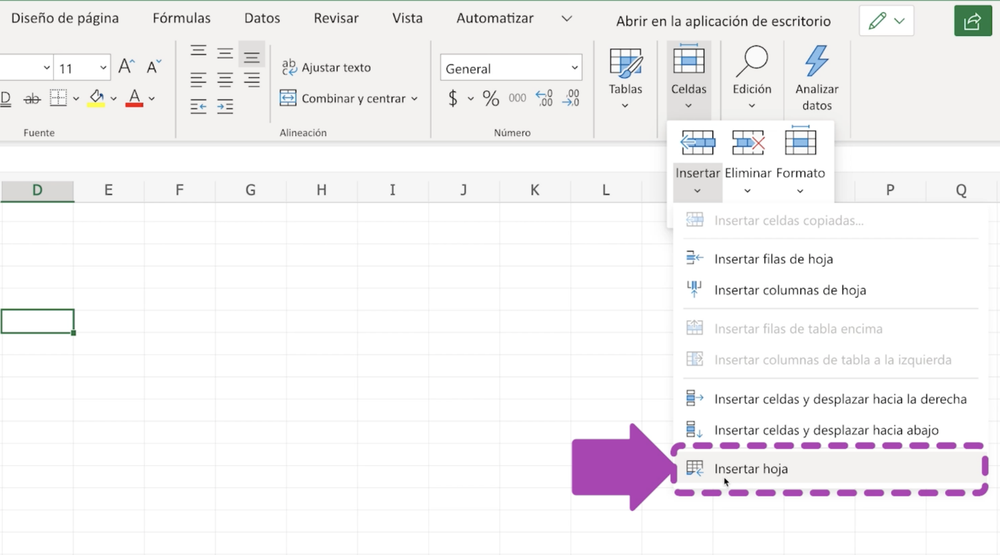 Diseño de página Fórmulas Datos Revisar Vista Automatizar Abrir en la aplicación de escritorio
11 A A
ab Ajustar texto
General
D ab A
Combinar y centrar
$ % 000 ,00 ,00 ,0
Tablas Celdas Edición Analizar datos
Fuente Alineación Número
Insertar Eliminar Formato
D E F G H I J K L P Q
Insertar celdas copiadas...
Insertar filas de hoja
Insertar columnas de hoja
Insertar filas de tabla encima
Insertar columnas de tabla a la izquierda
Insertar celdas y desplazar hacia la derecha
Insertar celdas y desplazar hacia abajo
Insertar hoja